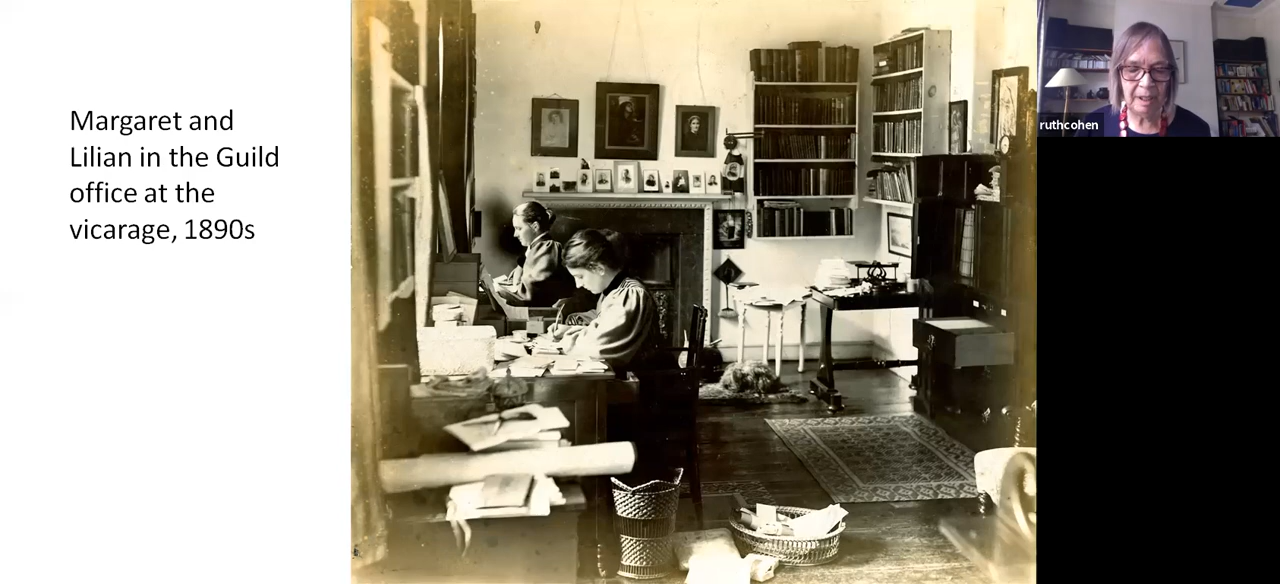 Margaret and
Lilian in the Guild
office at the
vicarage, 1890s
ruthcohen